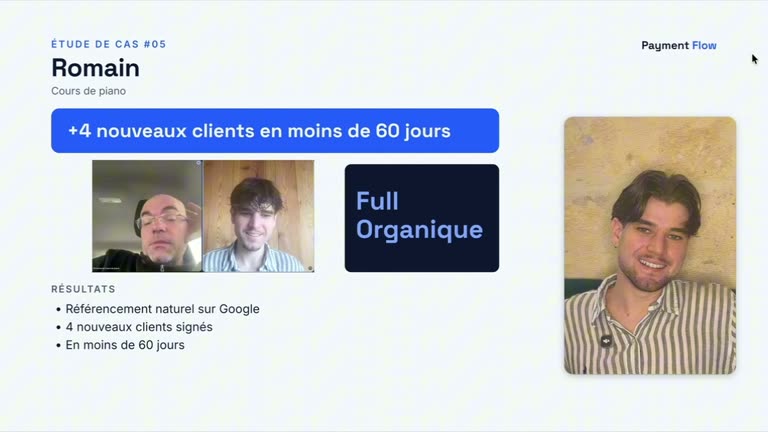 ÉTUDE DE CAS #05
Payment Flow
Romain
Cours de piano
+4 nouveaux clients en moins de 60 jours
Full
Organique
RÉSULTATS
• Référencement naturel sur Google
• 4 nouveaux clients signés
• En moins de 60 jours